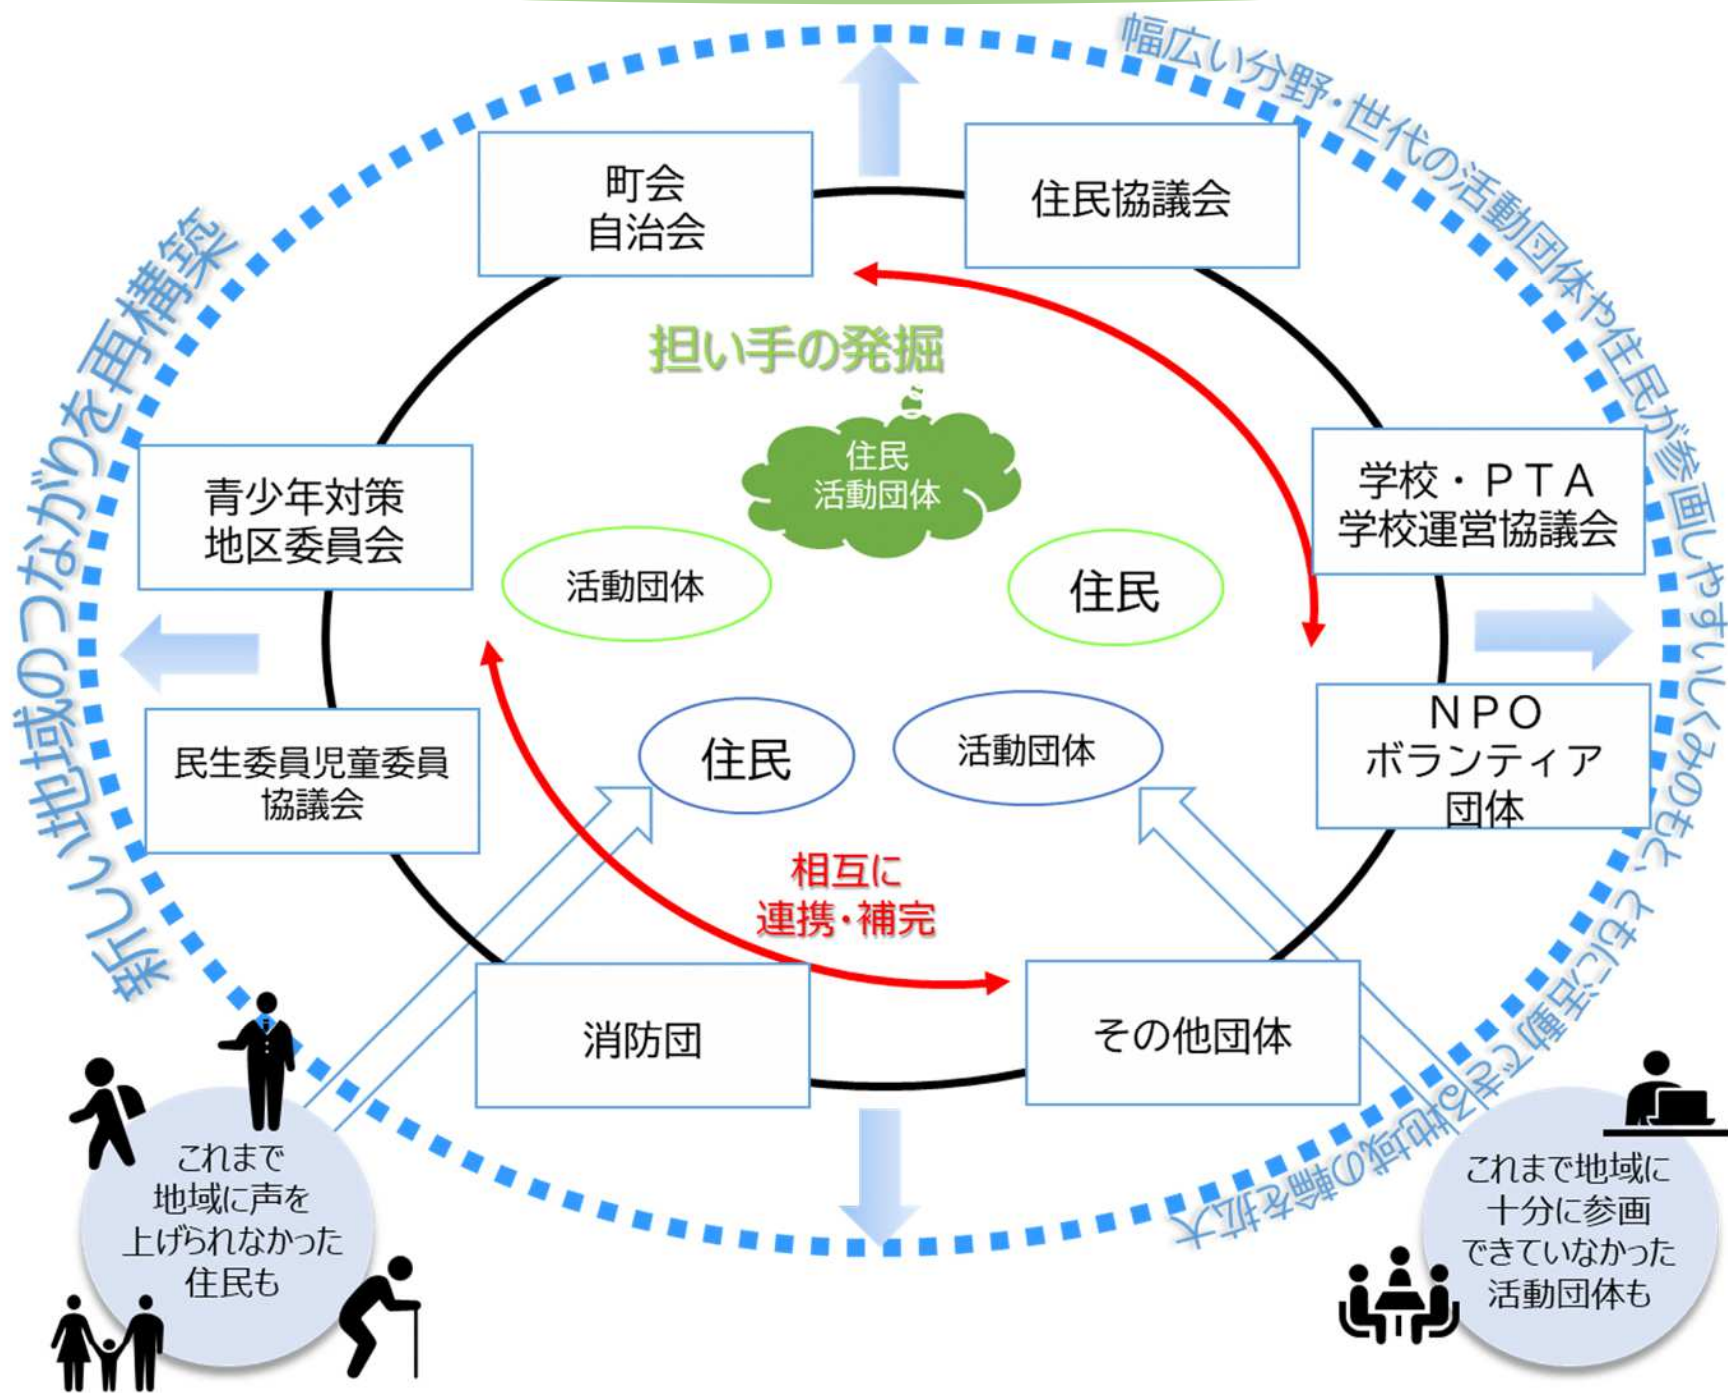 幅広い分野・世代の活動団体や住民が参画しやすいしくみのもと、ともに活動できる地域の輪を拡大
新しい地域のつながりを再構築
町会
自治会
住民協議会
担い手の発掘
住民
活動団体
青少年対策
地区委員会
学校・ＰＴＡ
学校運営協議会
活動団体
住民
民生委員児童委員
協議会
住民
活動団体
ＮＰＯ
ボランティア
団体
相互に
連携・補完
消防団
その他団体
これまで
地域に声を
上げられなかった
住民も
これまで地域に
十分に参画
できていなかった
活動団体も